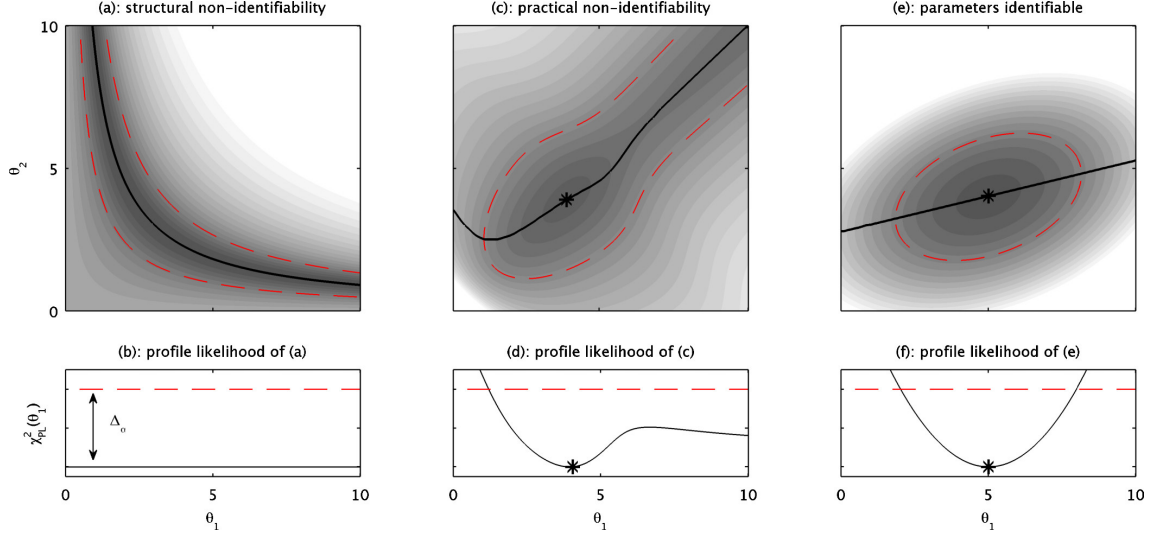 (a): structural non-identifiability
(c): practical non-identifiability
(e): parameters identifiable
10
5
0
θ₂
(b): profile likelihood of (a)
(d): profile likelihood of (c)
(f): profile likelihood of (e)
χ²PL(θ₁)
Δσ
0 5 10
0 5 10
0 5 10
θ₁
θ₁
θ₁